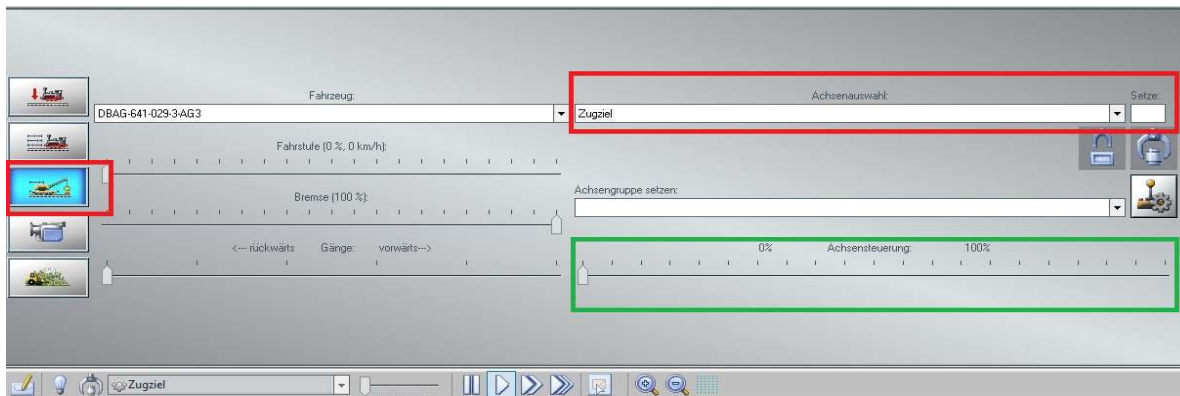 Fahrzeug:
Achsenauswahl:
Setze:
DBAG-641-029-3-AG3
Zugziel
Fahrstufe (0 %, 0 km/h):
Achsengruppe setzen:
Bremse (100 %):
<--- rückwärts Gänge: vorwärts--->
0% Achsensteuerung: 100%
Zugziel